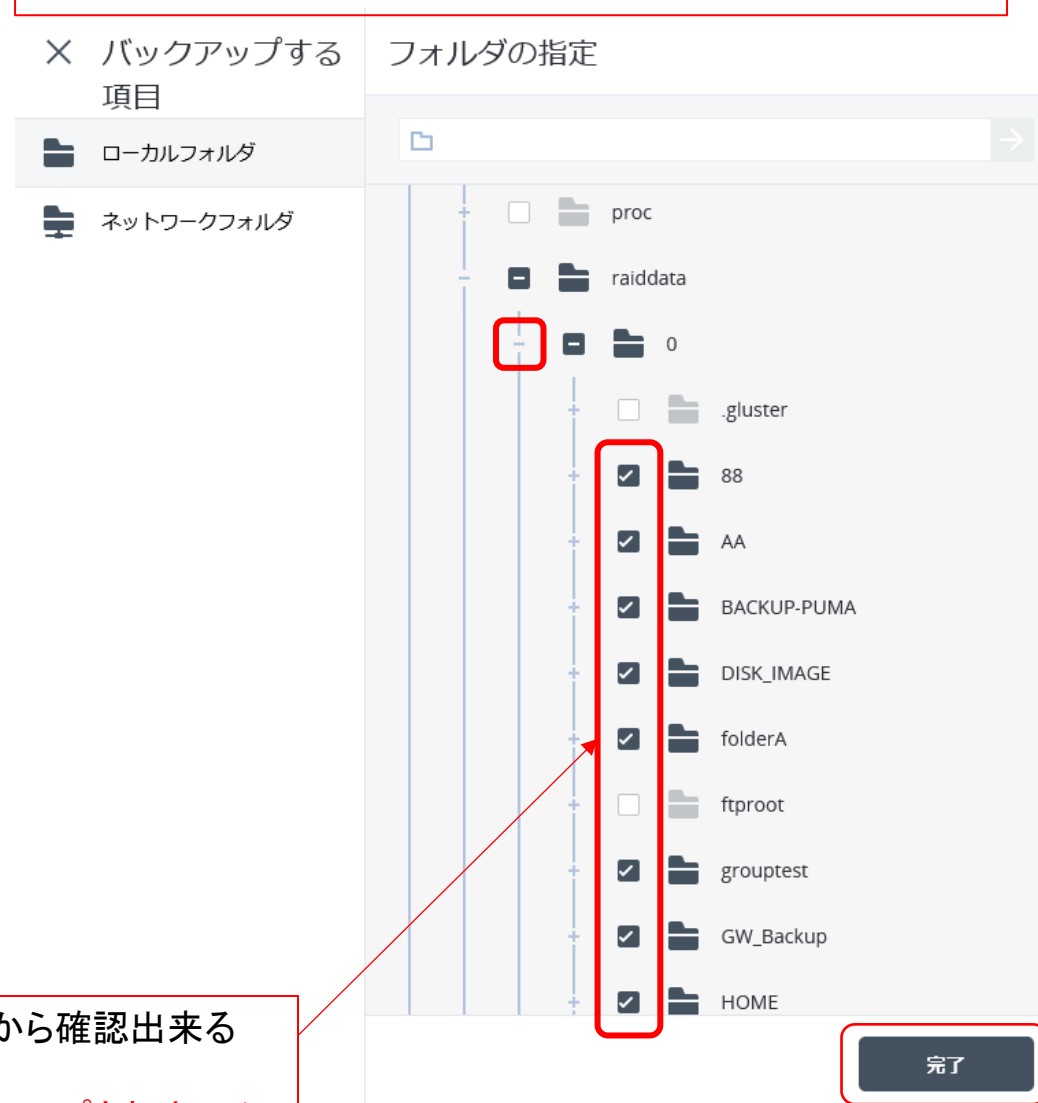 バックアップする
項目
フォルダの指定
ローカルフォルダ
ネットワークフォルダ
proc
raiddata
0
.gluster
88
AA
BACKUP-PUMA
DISK_IMAGE
folderA
ftproot
grouptest
GW_Backup
HOME
から確認出来る
完了